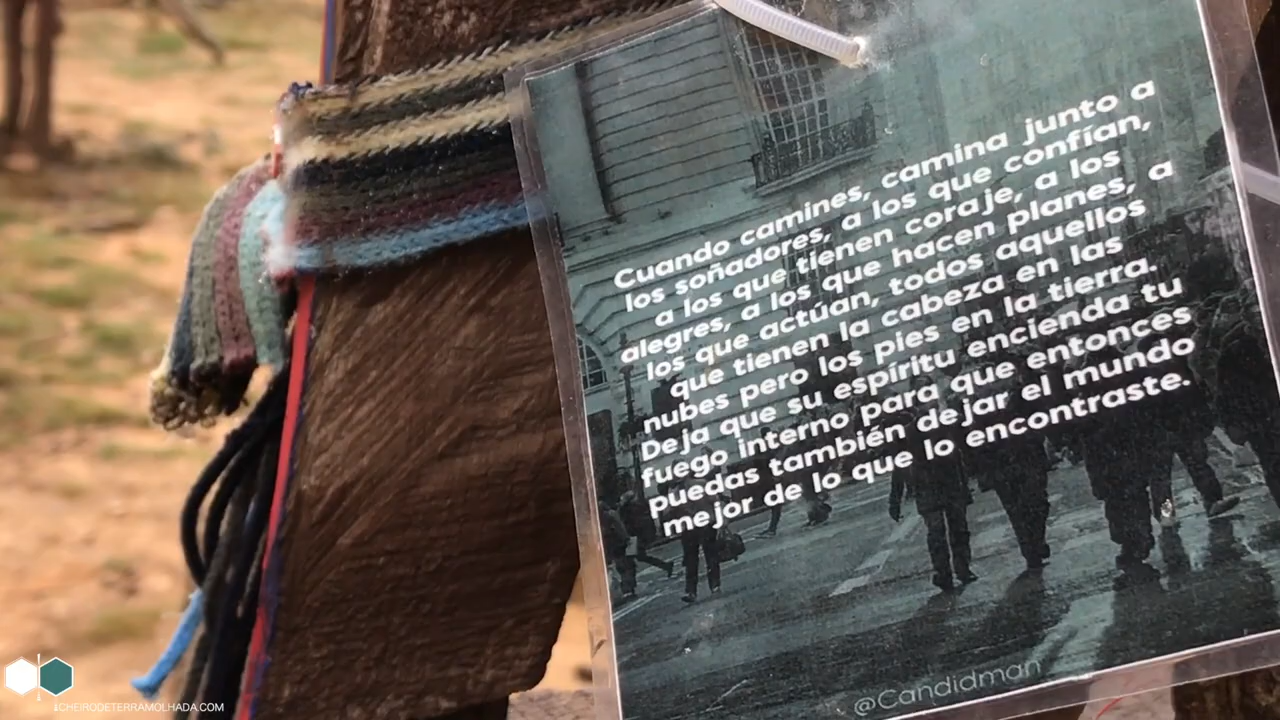 Cuando camines, camina junto a
los soñadores, a los que confían,
a los que tienen coraje, a los
alegres, a los que hacen planes, a
los que actúan, todos aquellos
que tienen la cabeza en las
nubes pero los pies en la tierra.
Deja que su espíritu encienda tu
fuego interno para que entonces
puedas también dejar el mundo
mejor de lo que lo encontraste.
@Candidman
CHEIRODETERRAMOLHADA.COM